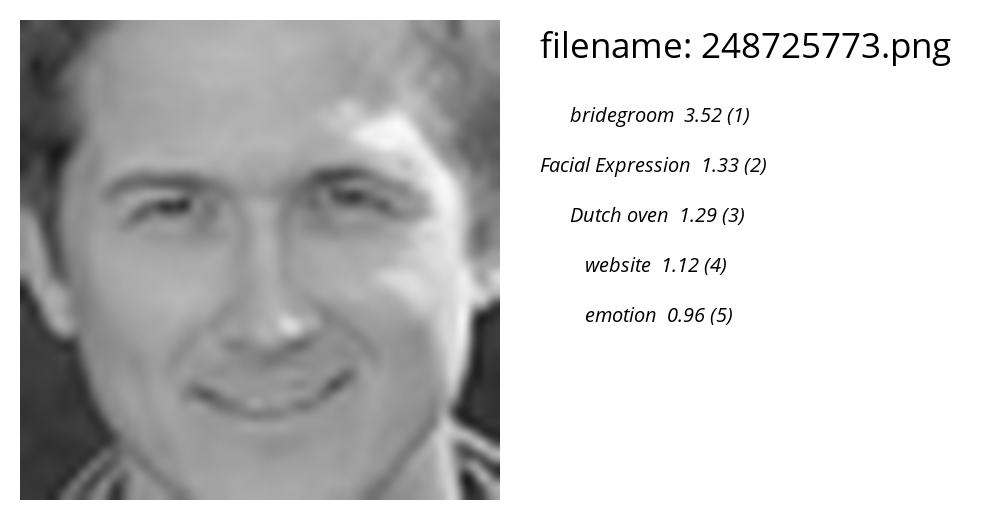 filename: 248725773.png
bridegroom 3.52 (1)
Facial Expression 1.33 (2)
Dutch oven 1.29 (3)
website 1.12 (4)
emotion 0.96 (5)